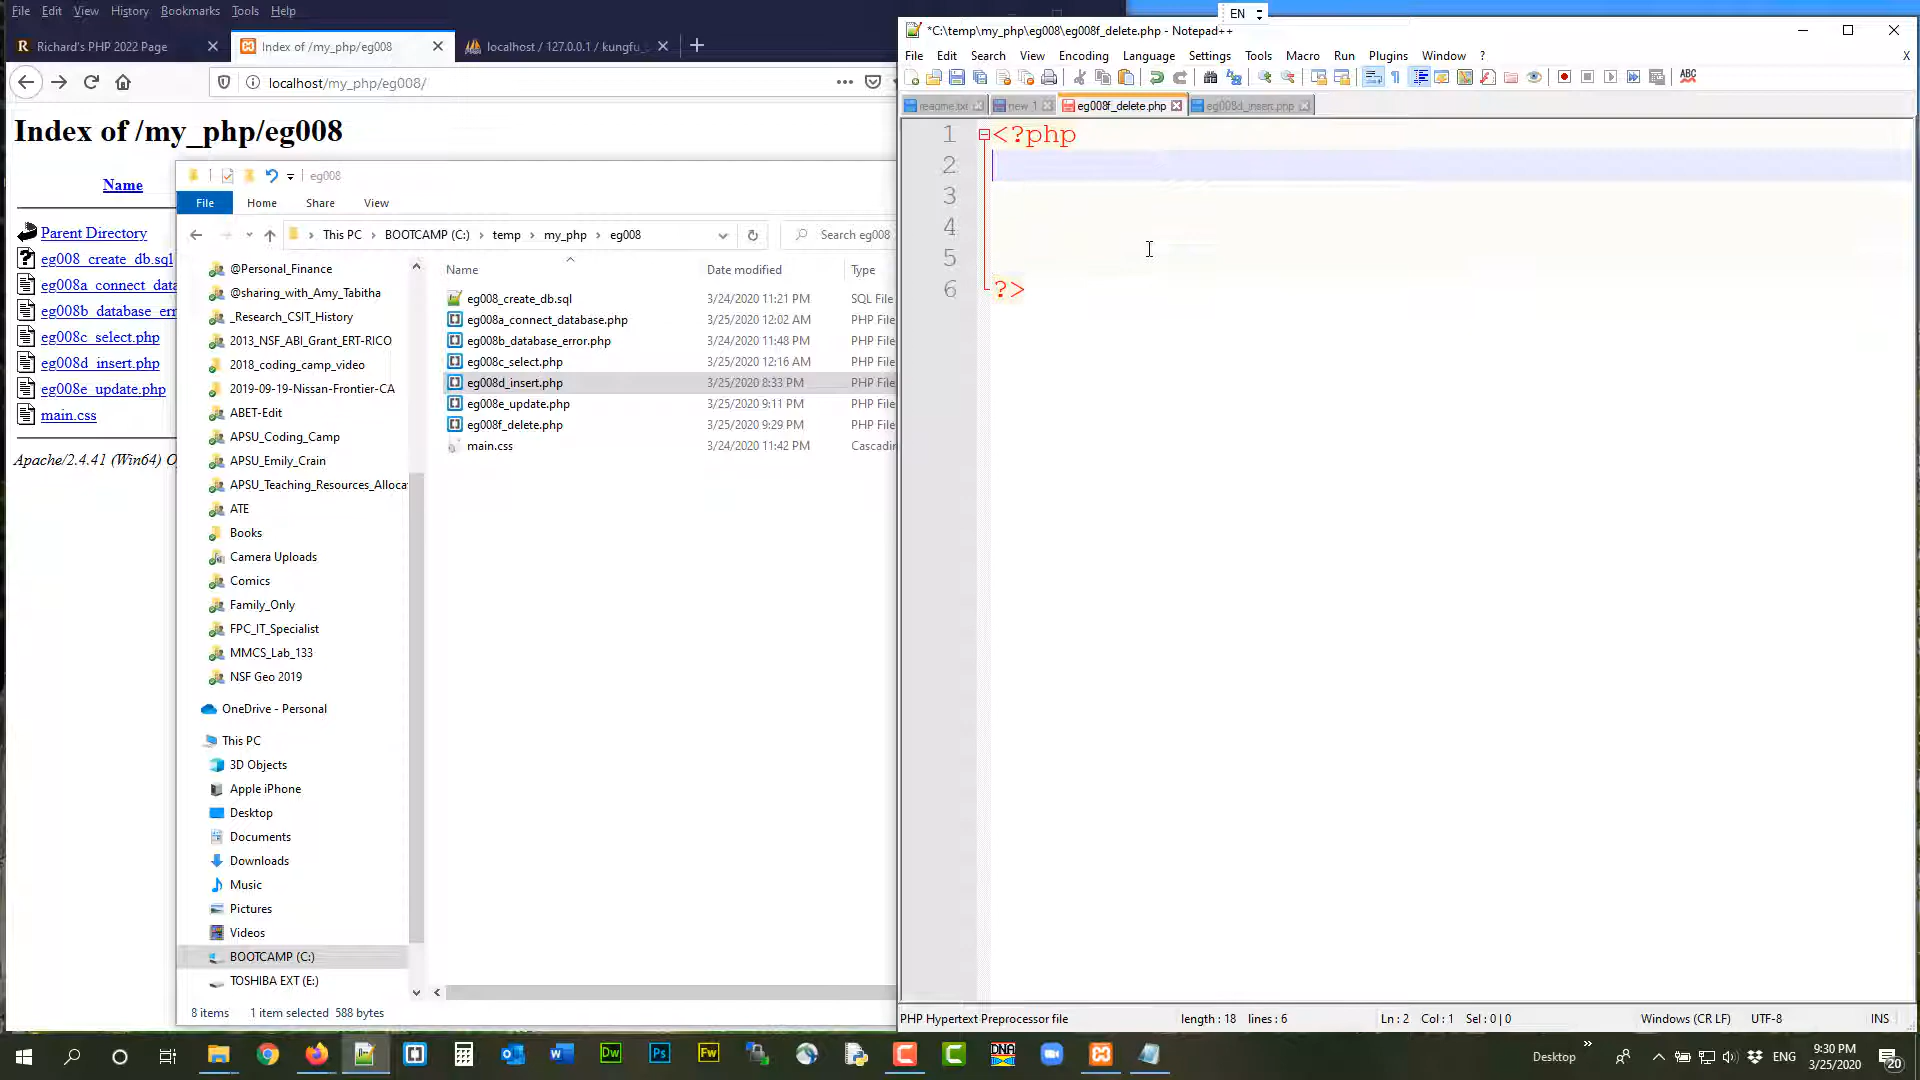 File Edit View History Bookmarks Tools Help
Richard's PHP 2022 Page
Index of /my_php/eg008
localhost / 127.0.0.1 / kungfu_
localhost/my_php/eg008/
Index of /my_php/eg008
Name
Parent Directory
eg008_create_db.sql
eg008a_connect_data
eg008b_database_err
eg008c_select.php
eg008d_insert.php
eg008e_update.php
main.css
Apache/2.4.41 (Win64) O
eg008
File Home Share View
This PC > BOOTCAMP (C:) > temp > my_php > eg008
Search eg008
@Personal_Finance
@sharing_with_Amy_Tabitha
_Research_CSIT_History
2013_NSF_ABI_Grant_ERT-RICO
2018_coding_camp_video
2019-09-19-Nissan-Frontier-CA
ABET-Edit
APSU_Coding_Camp
APSU_Emily_Crain
APSU_Teaching_Resources_Alloca
ATE
Books
Camera Uploads
Comics
Family_Only
FPC_IT_Specialist
MMCS_Lab_133
NSF Geo 2019
OneDrive - Personal
This PC
3D Objects
Apple iPhone
Desktop
Documents
Downloads
Music
Pictures
Videos
BOOTCAMP (C:)
TOSHIBA EXT (E:)
Name Date modified Type
eg008_create_db.sql 3/24/2020 11:21 PM SQL File
eg008a_connect_database.php 3/25/2020 12:02 AM PHP File
eg008b_database_error.php 3/24/2020 11:48 PM PHP File
eg008c_select.php 3/25/2020 12:16 AM PHP File
eg008d_insert.php 3/25/2020 8:33 PM PHP File
eg008e_update.php 3/25/2020 9:11 PM PHP File
eg008f_delete.php 3/25/2020 9:29 PM PHP File
main.css 3/24/2020 11:42 PM Cascadin
8 items 1 item selected 588 bytes
EN
*C:\temp\my_php\eg008\eg008f_delete.php - Notepad++
File Edit Search View Encoding Language Settings Tools Macro Run Plugins Window ? X
readme.txt new 1 eg008f_delete.php eg008d_insert.php
1 <?php
2
3
4
5
6 ?>
PHP Hypertext Preprocessor file length : 18 lines : 6 Ln : 2 Col : 1 Sel : 0 | 0 Windows (CR LF) UTF-8 INS
Desktop ENG 9:30 PM 3/25/2020 20